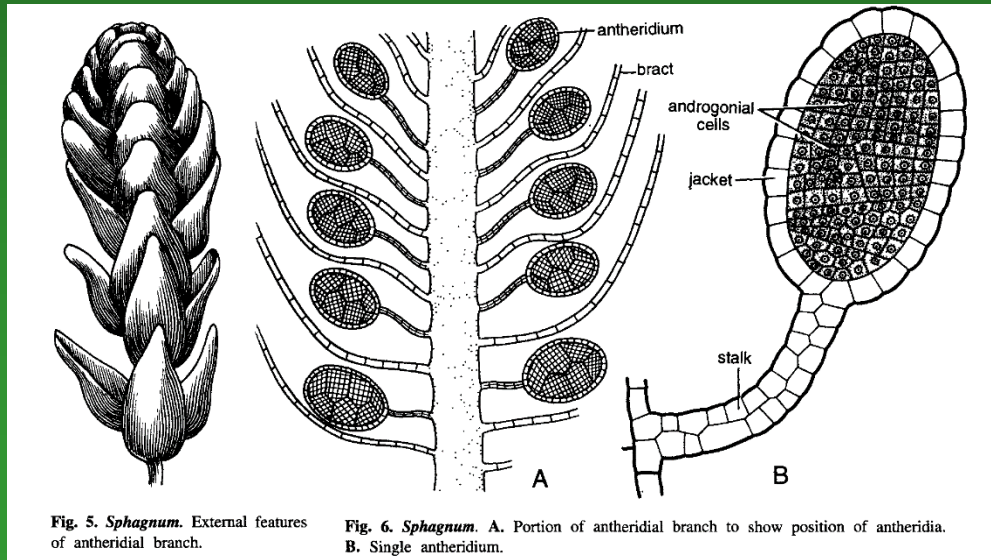 antheridium
bract
androgonial
cells
jacket
stalk
A
B
Fig. 5. Sphagnum. External features
of antheridial branch.
Fig. 6. Sphagnum. A. Portion of antheridial branch to show position of antheridia.
B. Single antheridium.